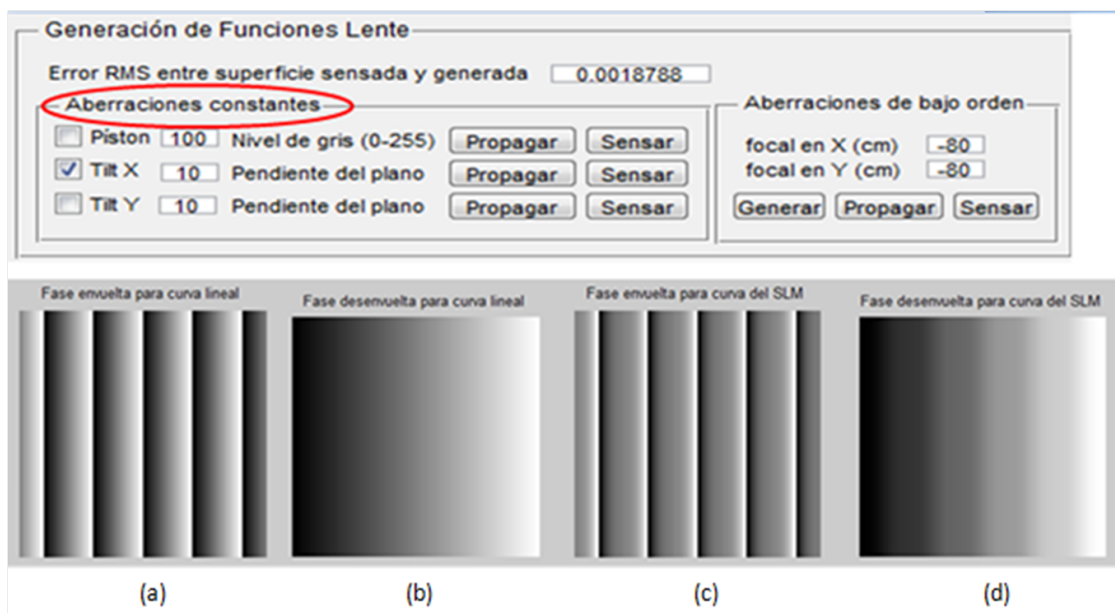 Generación de Funciones Lente
Error RMS entre superficie sensada y generada 0.0018788
Aberraciones constantes
Píston 100 Nivel de gris (0-255) Propagar Sensar
Tilt X 10 Pendiente del plano Propagar Sensar
Tilt Y 10 Pendiente del plano Propagar Sensar
Aberraciones de bajo orden
focal en X (cm) -80
focal en Y (cm) -80
Generar Propagar Sensar
Fase envuelta para curva lineal
Fase desenvuelta para curva lineal
Fase envuelta para curva del SLM
Fase desenvuelta para curva del SLM
(a) (b) (c) (d)